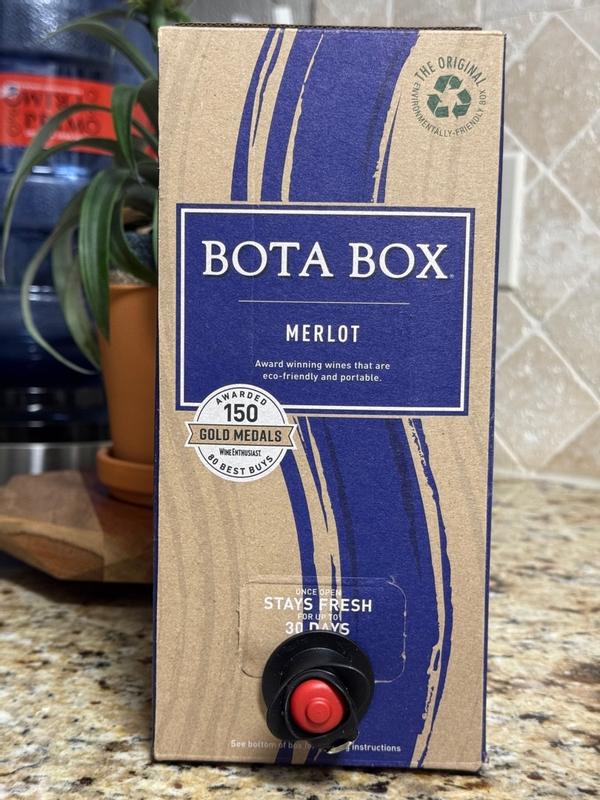 THE ORIGINAL
ENVIRONMENTALLY-FRIENDLY BOX
BOTA BOX
MERLOT
Award winning wines that are
eco-friendly and portable.
AWARDED
150
GOLD MEDALS
WINE ENTHUSIAST
80 BEST BUYS
ONCE OPEN
STAYS FRESH
FOR UP TO
30 DAYS
See bottom of box instructions